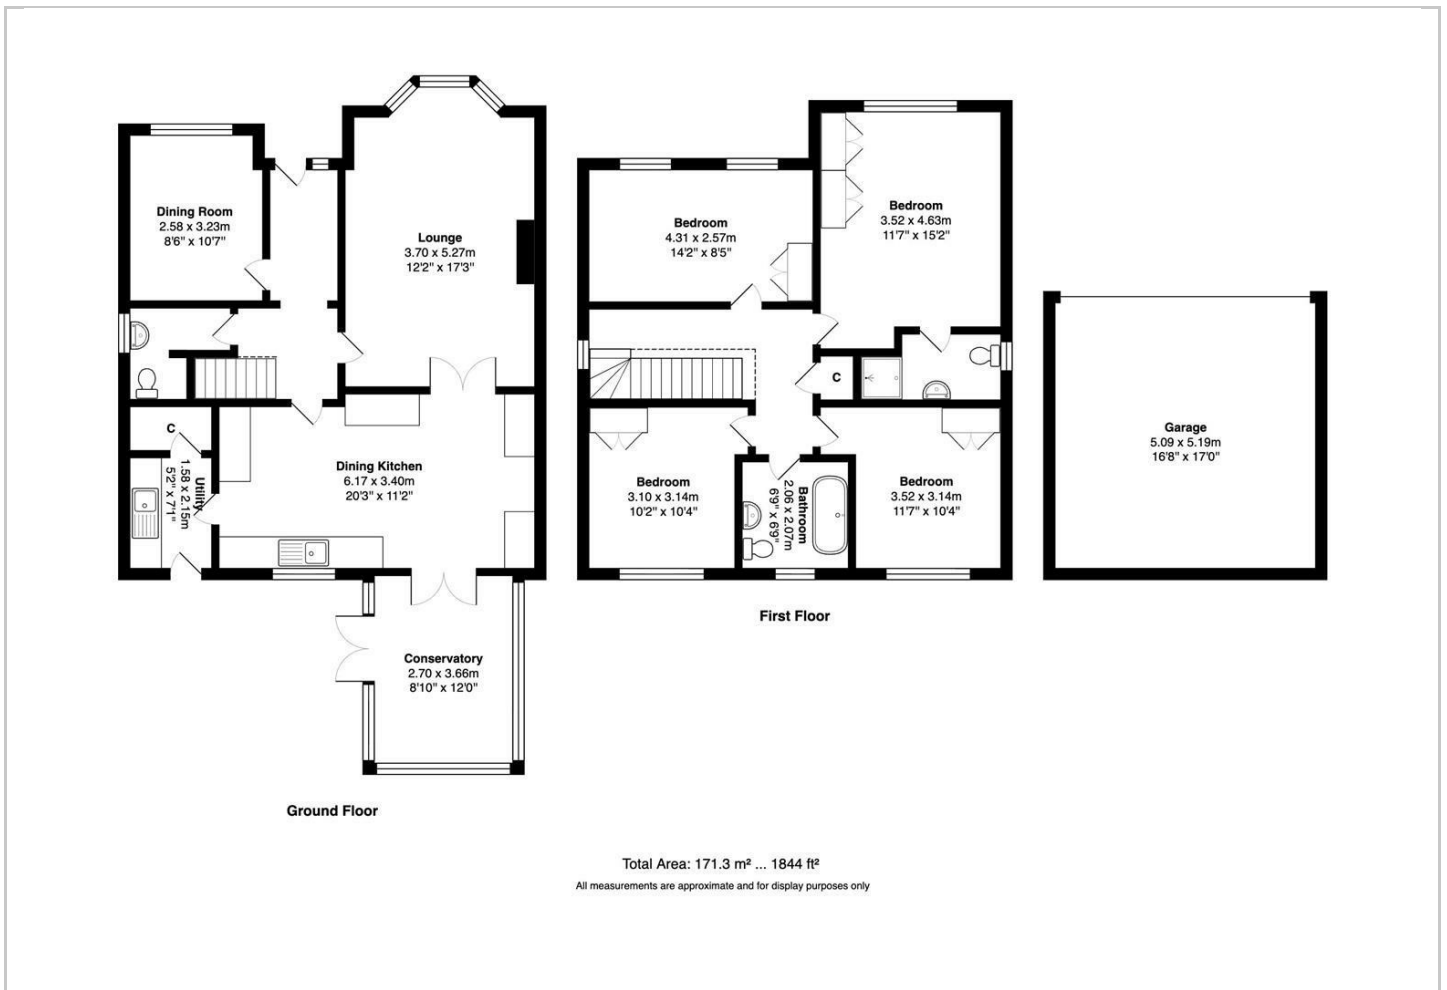 Dining Room
2.58 x 3.23m
8'6" x 10'7"
Lounge
3.70 x 5.27m
12'2" x 17'3"
C
Utility
1.58 x 2.15m
5'2" x 7'1"
Dining Kitchen
6.17 x 3.40m
20'3" x 11'2"
Conservatory
2.70 x 3.66m
8'10" x 12'0"
Ground Floor
Bedroom
4.31 x 2.57m
14'2" x 8'5"
Bedroom
3.52 x 4.63m
11'7" x 15'2"
C
Bedroom
3.10 x 3.14m
10'2" x 10'4"
Bathroom
2.06 x 2.07m
6'9" x 6'9"
Bedroom
3.52 x 3.14m
11'7" x 10'4"
First Floor
Garage
5.09 x 5.19m
16'8" x 17'0"
Total Area: 171.3 m² ... 1844 ft²
All measurements are approximate and for display purposes only